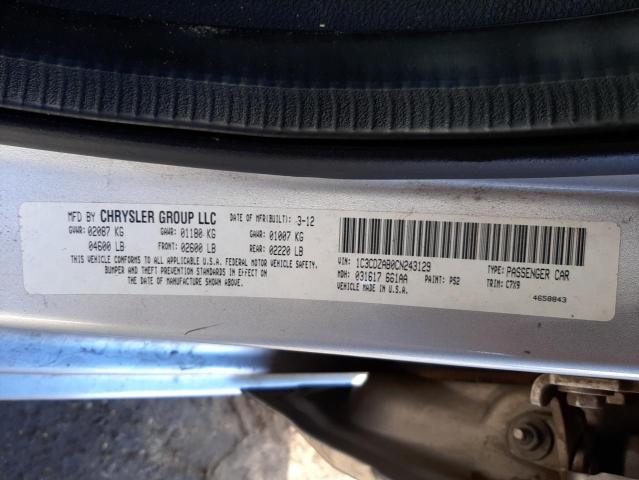 MFD BY CHRYSLER GROUP LLC DATE OF MFR(BUILT): 3-12
GVWR: 02087 KG GAWR: 01180 KG GAWR: 01007 KG
04600 LB FRONT: 02600 LB REAR: 02220 LB
THIS VEHICLE CONFORMS TO ALL APPLICABLE U.S.A. FEDERAL MOTOR VEHICLE SAFETY,
BUMPER AND THEFT PREVENTION STANDARDS IN EFFECT ON
THE DATE OF MANUFACTURE SHOWN ABOVE.
VIN: 1C3CDZAB0CN243129 TYPE: PASSENGER CAR
MDH: 031617 661AA PAINT: PS2 TRIM: C7X9
VEHICLE MADE IN U.S.A.
4658843